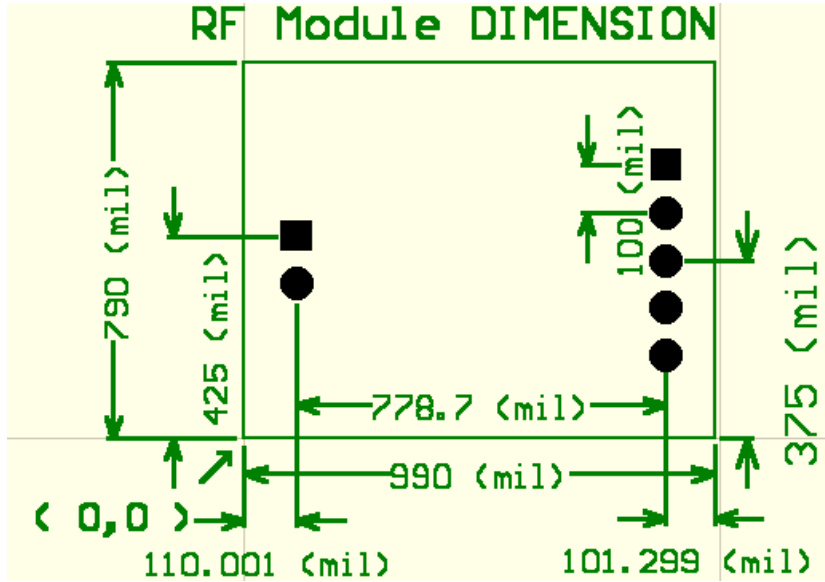 RF Module DIMENSION
790 (mil)
425 (mil)
100 (mil)
375 (mil)
778.7 (mil)
990 (mil)
( 0,0 )
110.001 (mil)
101.299 (mil)